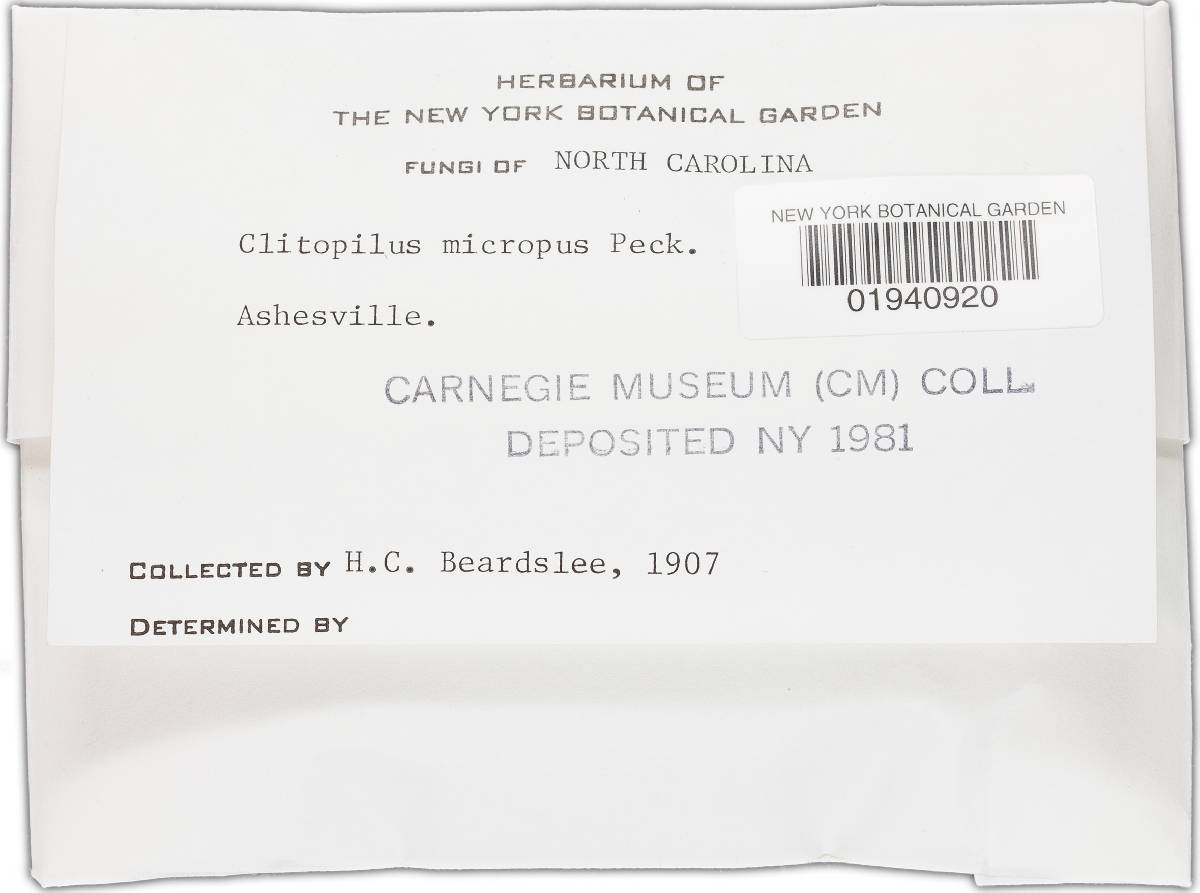 HERBARIUM OF
THE NEW YORK BOTANICAL GARDEN
FUNGI OF NORTH CAROLINA
NEW YORK BOTANICAL GARDEN
01940920
Clitopilus micropus Peck.
Ashesville.
CARNEGIE MUSEUM (CM) COLL.
DEPOSITED NY 1981
COLLECTED BY H.C. Beardslee, 1907
DETERMINED BY